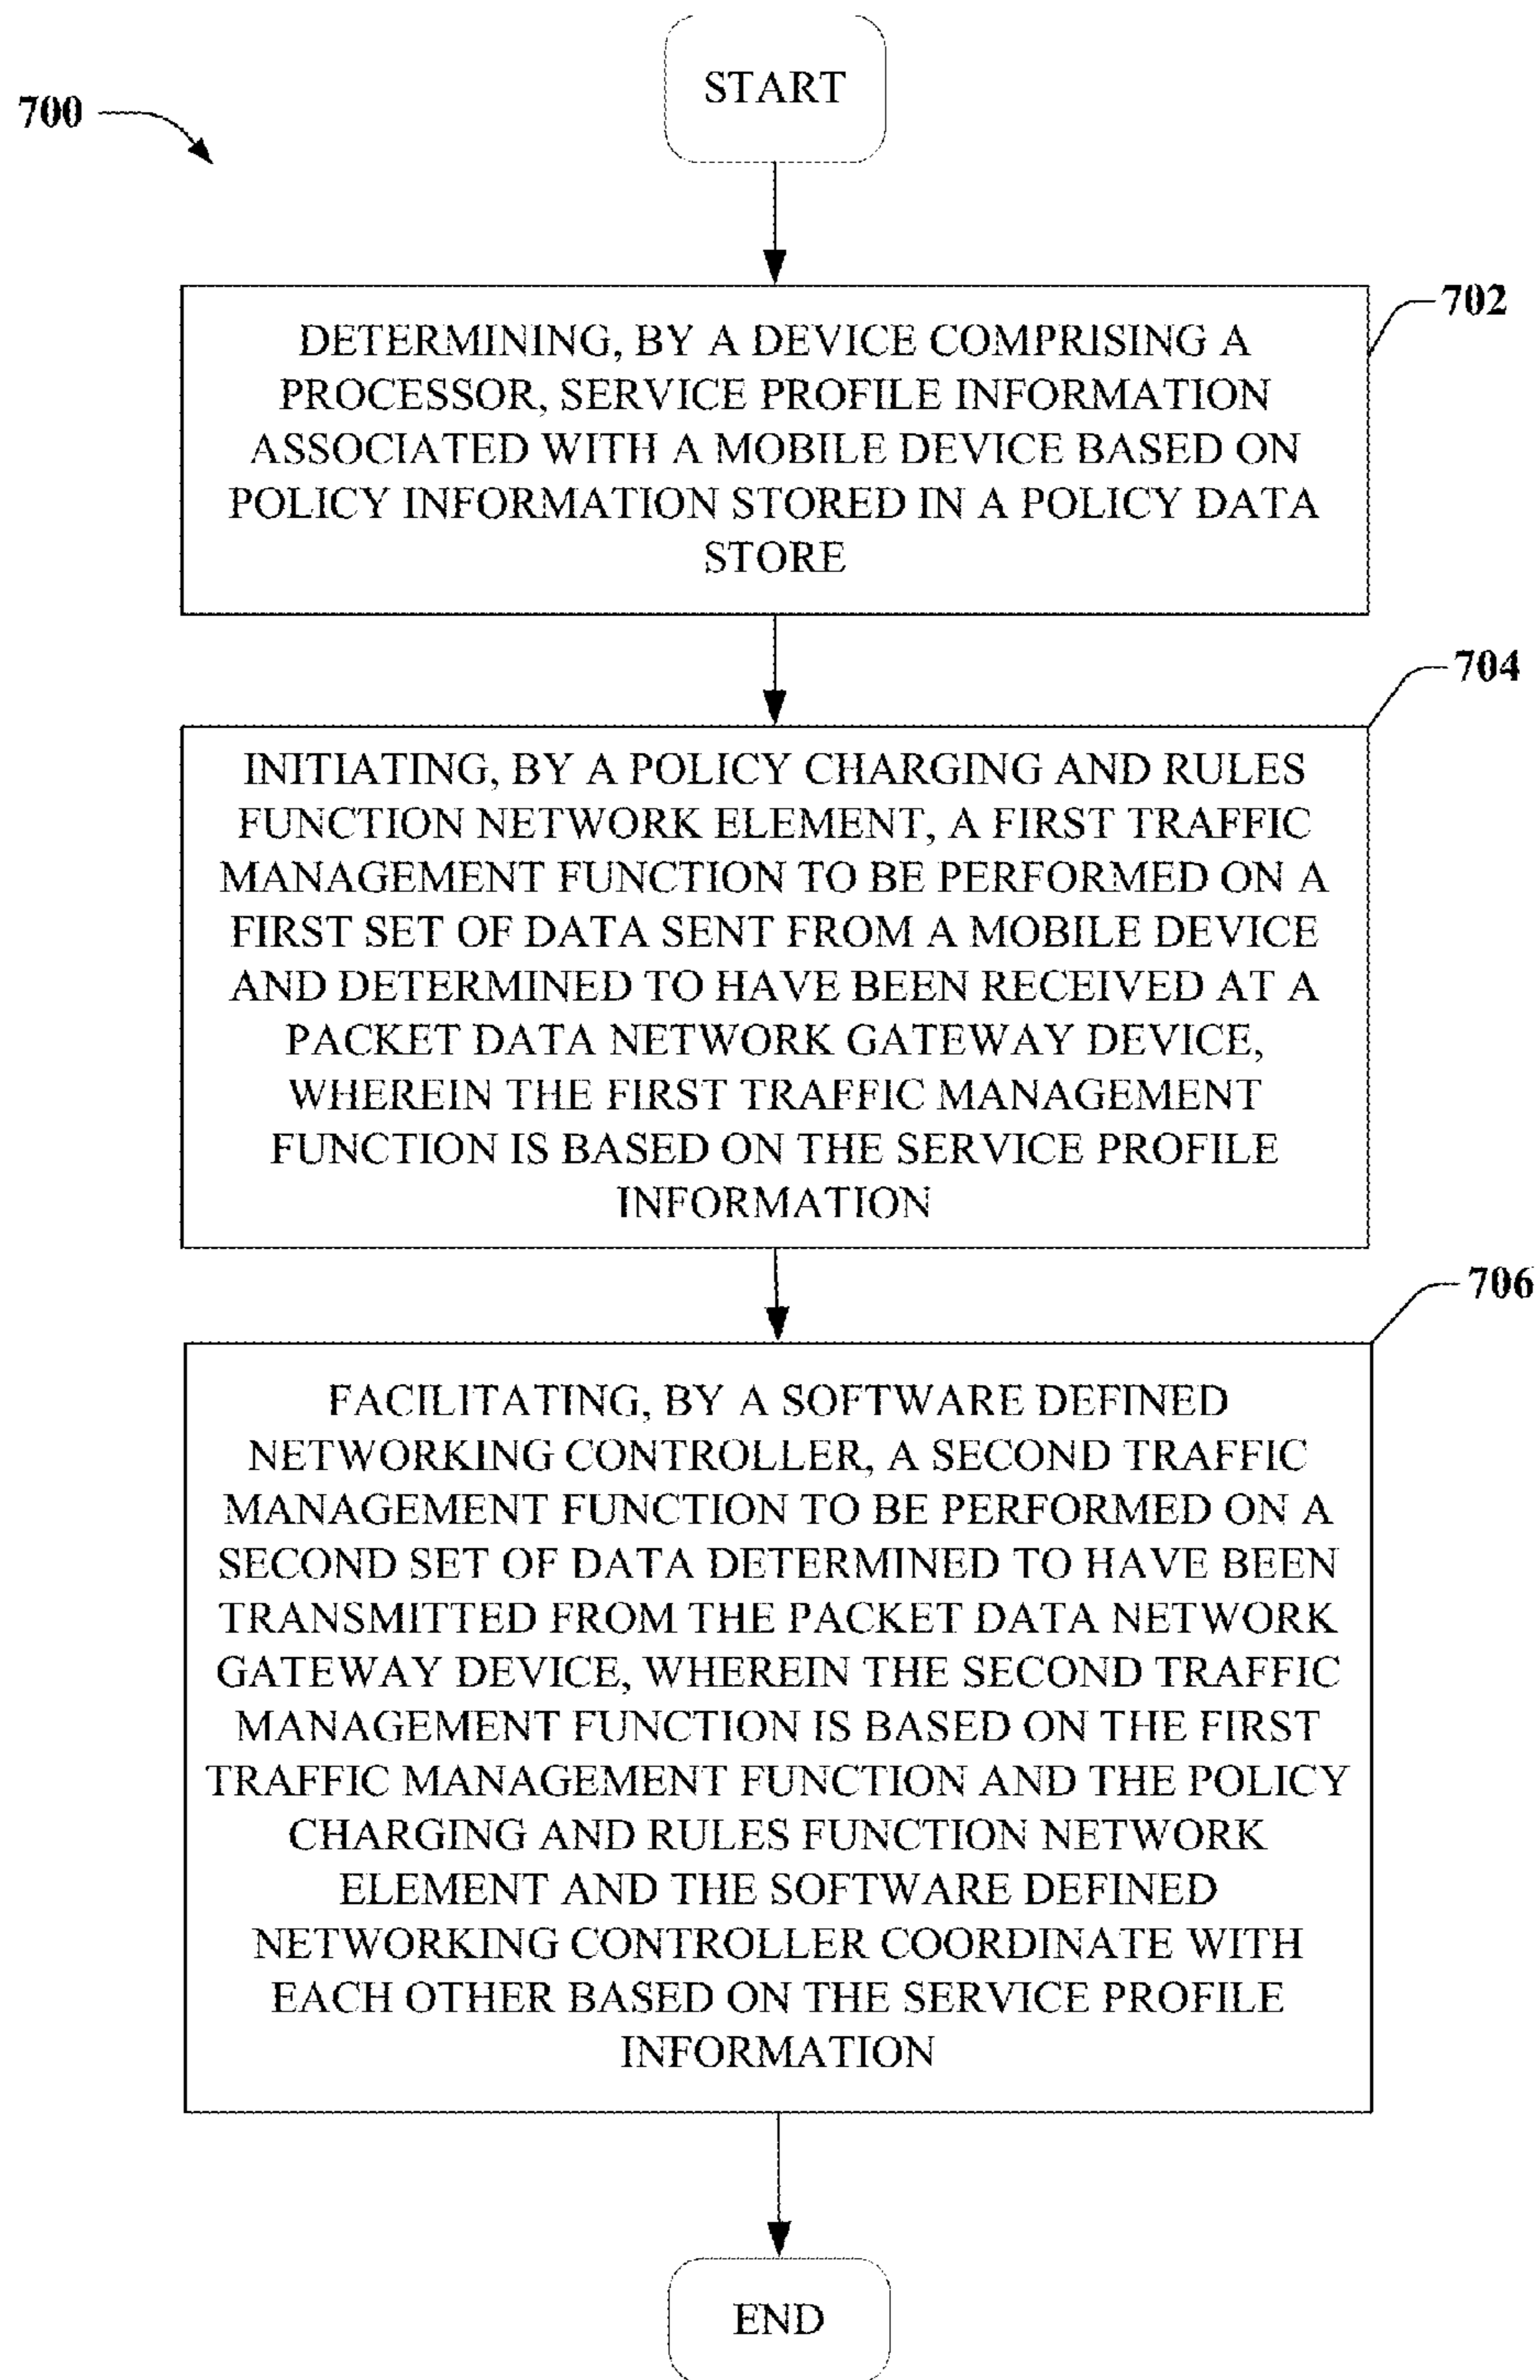 START
700
702
DETERMINING, BY A DEVICE COMPRISING A
PROCESSOR, SERVICE PROFILE INFORMATION
ASSOCIATED WITH A MOBILE DEVICE BASED ON
POLICY INFORMATION STORED IN A POLICY DATA
STORE
704
INITIATING, BY A POLICY CHARGING AND RULES
FUNCTION NETWORK ELEMENT, A FIRST TRAFFIC
MANAGEMENT FUNCTION TO BE PERFORMED ON A
FIRST SET OF DATA SENT FROM A MOBILE DEVICE
AND DETERMINED TO HAVE BEEN RECEIVED AT A
PACKET DATA NETWORK GATEWAY DEVICE,
WHEREIN THE FIRST TRAFFIC MANAGEMENT
FUNCTION IS BASED ON THE SERVICE PROFILE
INFORMATION
706
FACILITATING, BY A SOFTWARE DEFINED
NETWORKING CONTROLLER, A SECOND TRAFFIC
MANAGEMENT FUNCTION TO BE PERFORMED ON A
SECOND SET OF DATA DETERMINED TO HAVE BEEN
TRANSMITTED FROM THE PACKET DATA NETWORK
GATEWAY DEVICE, WHEREIN THE SECOND TRAFFIC
MANAGEMENT FUNCTION IS BASED ON THE FIRST
TRAFFIC MANAGEMENT FUNCTION AND THE POLICY
CHARGING AND RULES FUNCTION NETWORK
ELEMENT AND THE SOFTWARE DEFINED
NETWORKING CONTROLLER COORDINATE WITH
EACH OTHER BASED ON THE SERVICE PROFILE
INFORMATION
END